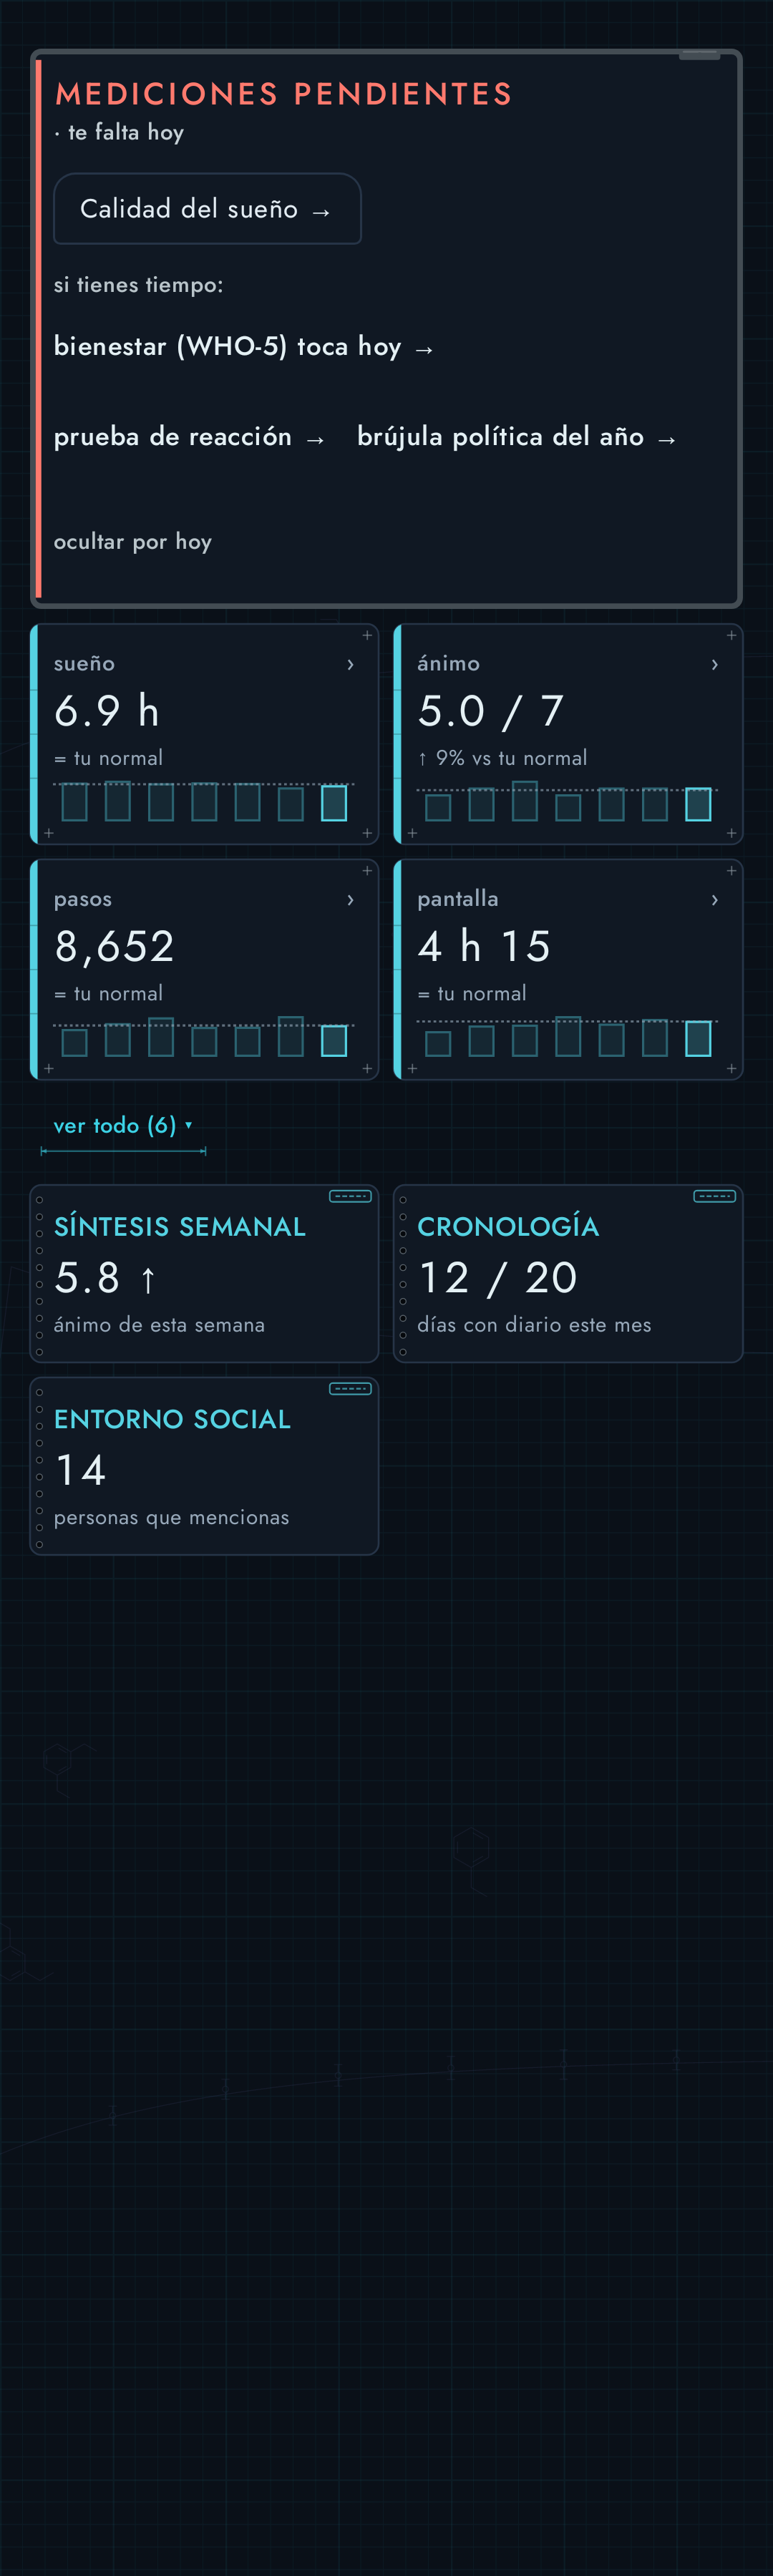 MEDICIONES PENDIENTES
· te falta hoy
Calidad del sueño →
si tienes tiempo:
bienestar (WHO-5) toca hoy →
prueba de reacción → brújula política del año →
ocultar por hoy
sueño ›
6.9 h
= tu normal
ánimo ›
5.0 / 7
↑ 9% vs tu normal
pasos ›
8,652
= tu normal
pantalla ›
4 h 15
= tu normal
ver todo (6) ▾
SÍNTESIS SEMANAL
5.8 ↑
ánimo de esta semana
CRONOLOGÍA
12 / 20
días con diario este mes
ENTORNO SOCIAL
14
personas que mencionas